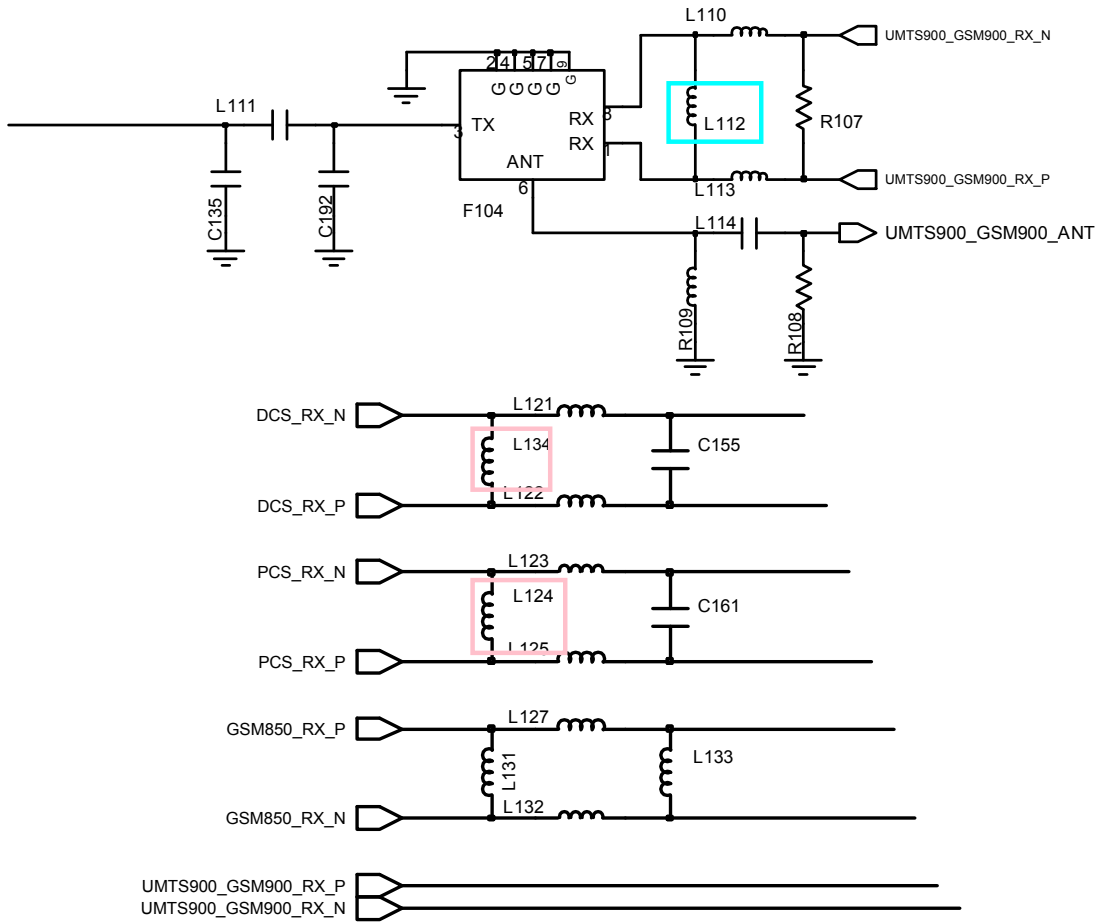 L110
UMTS900_GSM900_RX_N
2 4 5 7 9
G G G G G
L111
TX
3
RX
8
L112
R107
RX
1
ANT
6
L113
UMTS900_GSM900_RX_P
C135
C192
F104
L114
UMTS900_GSM900_ANT
R109
R108
DCS_RX_N
L121
L134
C155
DCS_RX_P
L122
PCS_RX_N
L123
L124
C161
PCS_RX_P
L125
GSM850_RX_P
L127
L131
L133
GSM850_RX_N
L132
UMTS900_GSM900_RX_P
UMTS900_GSM900_RX_N